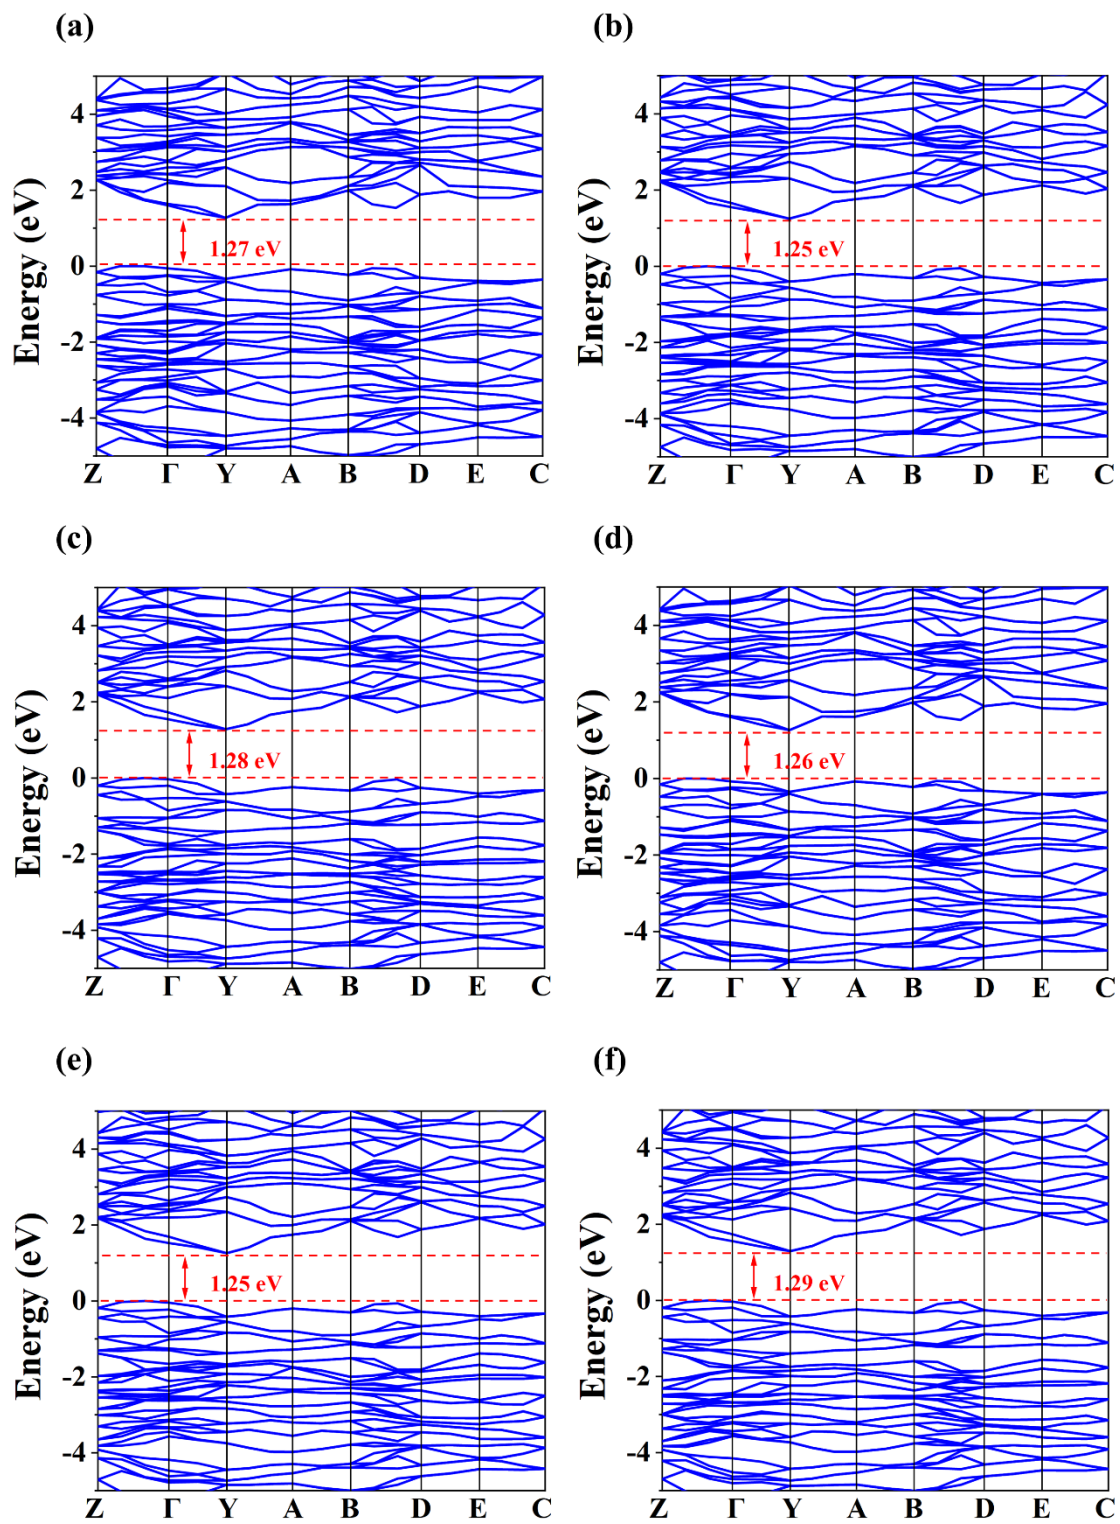 (a)
Energy (eV)
4
2
0
-2
-4
1.27 eV
Z Γ Y A B D E C
(b)
Energy (eV)
4
2
0
-2
-4
1.25 eV
Z Γ Y A B D E C
(c)
Energy (eV)
4
2
0
-2
-4
1.28 eV
Z Γ Y A B D E C
(d)
Energy (eV)
4
2
0
-2
-4
1.26 eV
Z Γ Y A B D E C
(e)
Energy (eV)
4
2
0
-2
-4
1.25 eV
Z Γ Y A B D E C
(f)
Energy (eV)
4
2
0
-2
-4
1.29 eV
Z Γ Y A B D E C